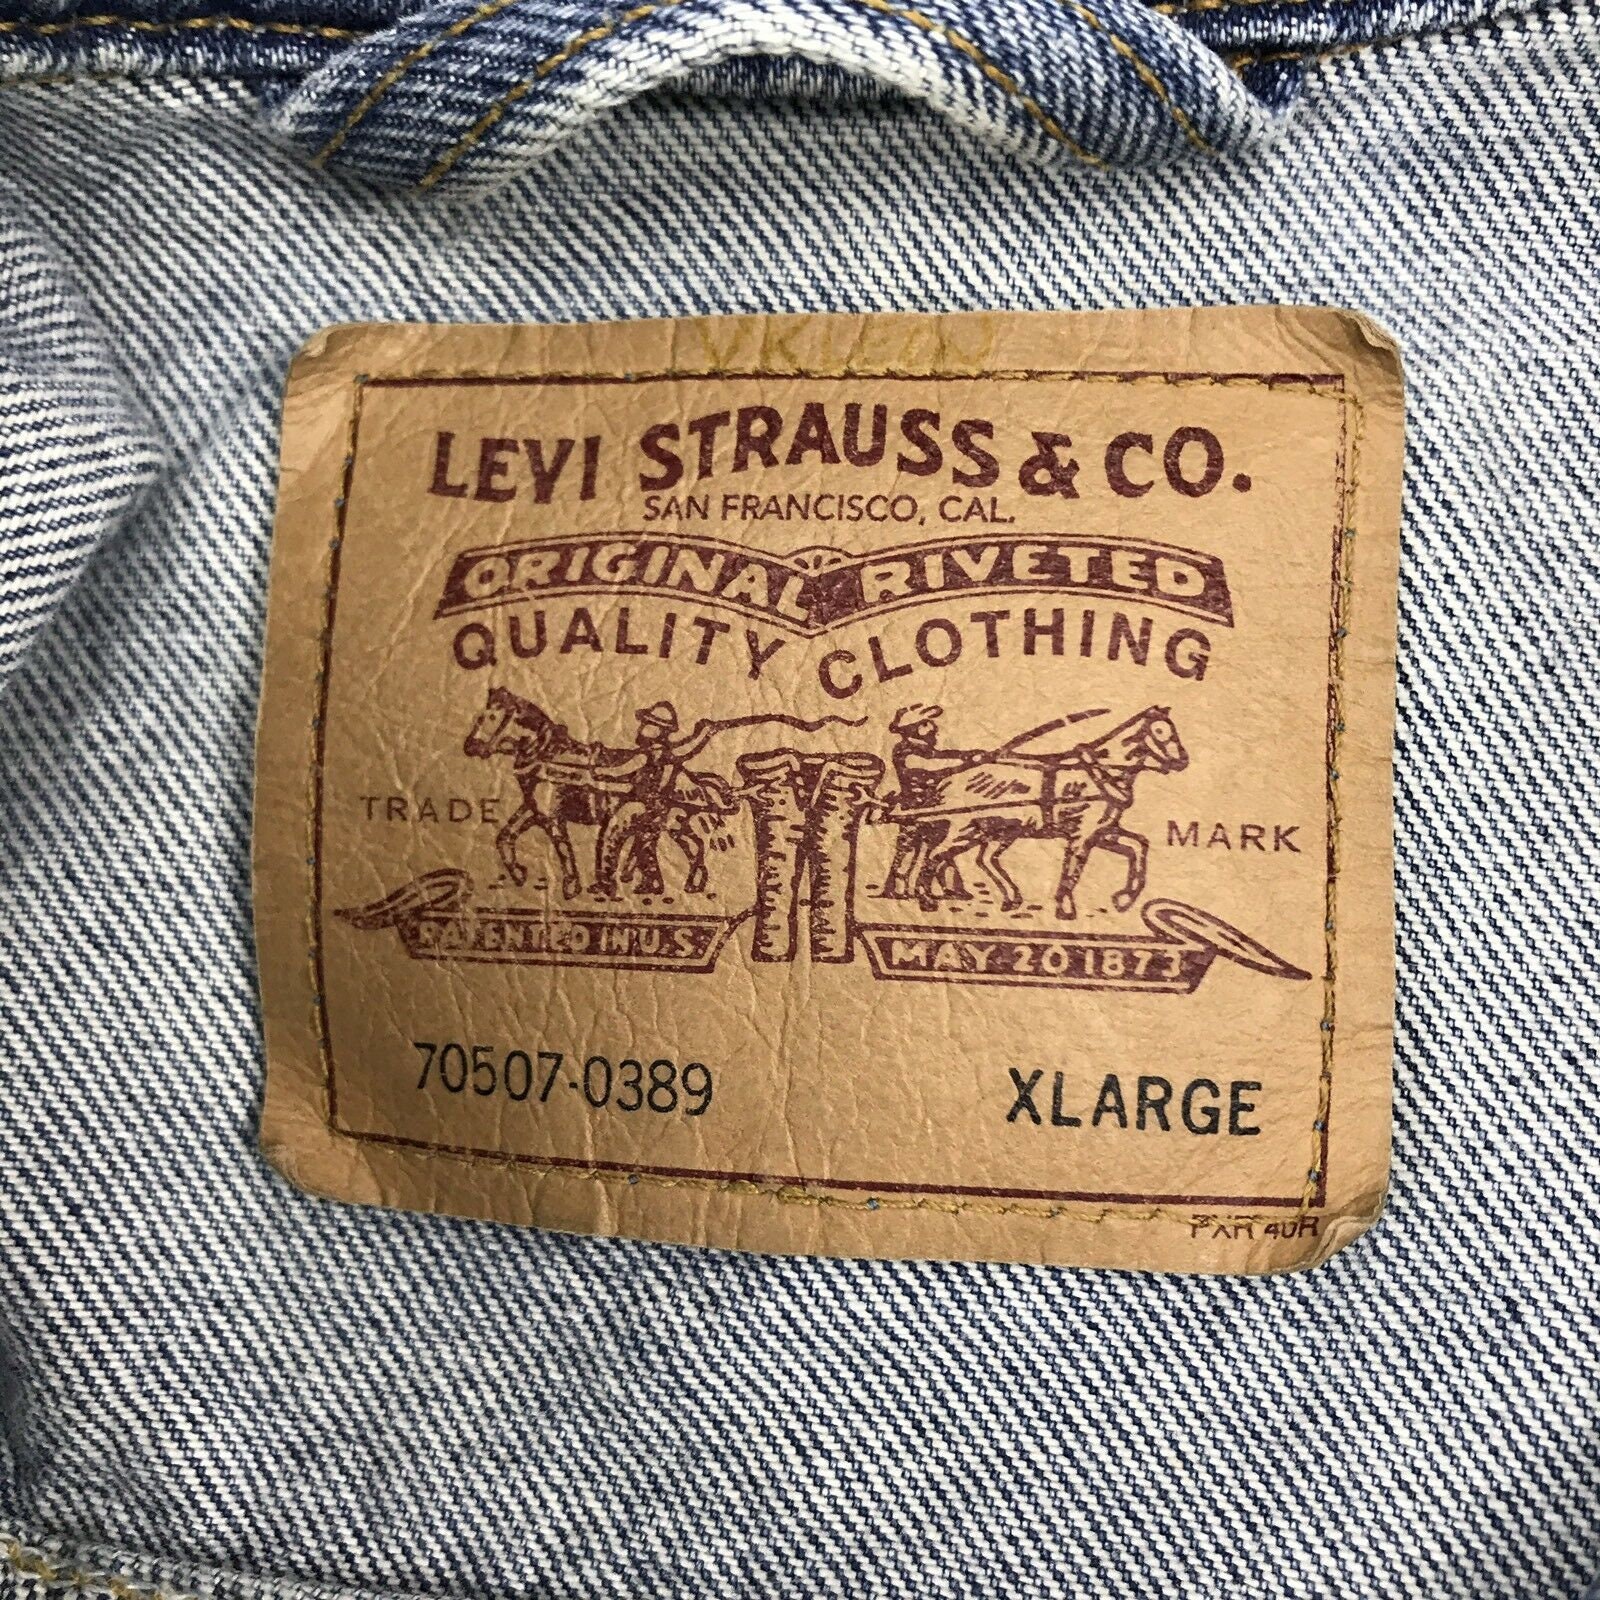 LEVI STRAUSS & CO.
SAN FRANCISCO, CAL.
ORIGINAL RIVETED
QUALITY CLOTHING
TRADE MARK
PATENTED IN U.S. MAY 20 1873
70507-0389 XLARGE